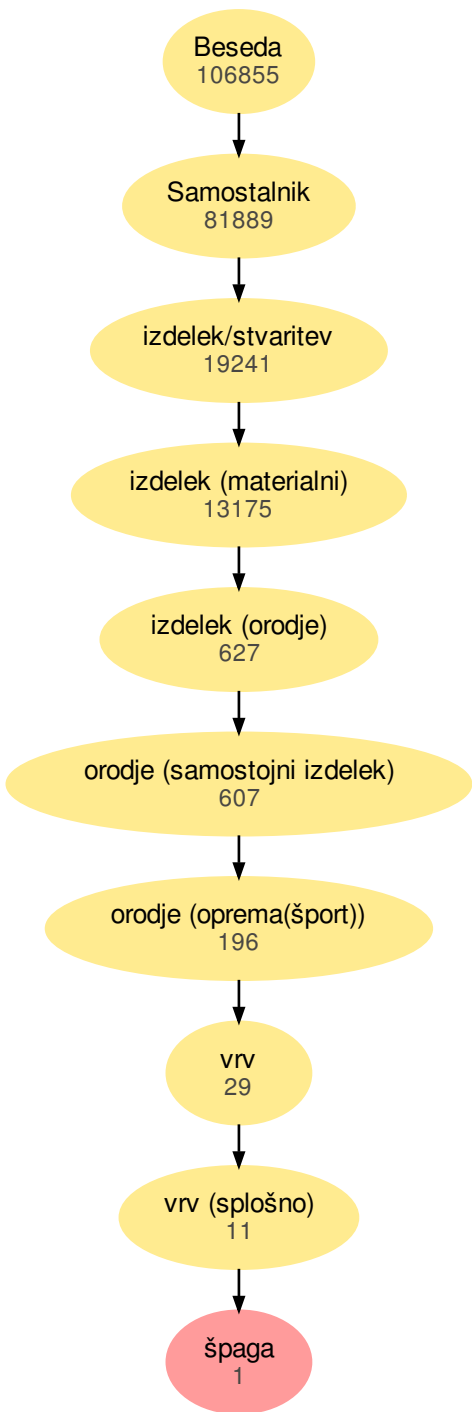 Beseda
106855
Samostalnik
81889
izdelek/stvaritev
19241
izdelek (materialni)
13175
izdelek (orodje)
627
orodje (samostojni izdelek)
607
orodje (oprema(šport))
196
vrv
29
vrv (splošno)
11
špaga
1